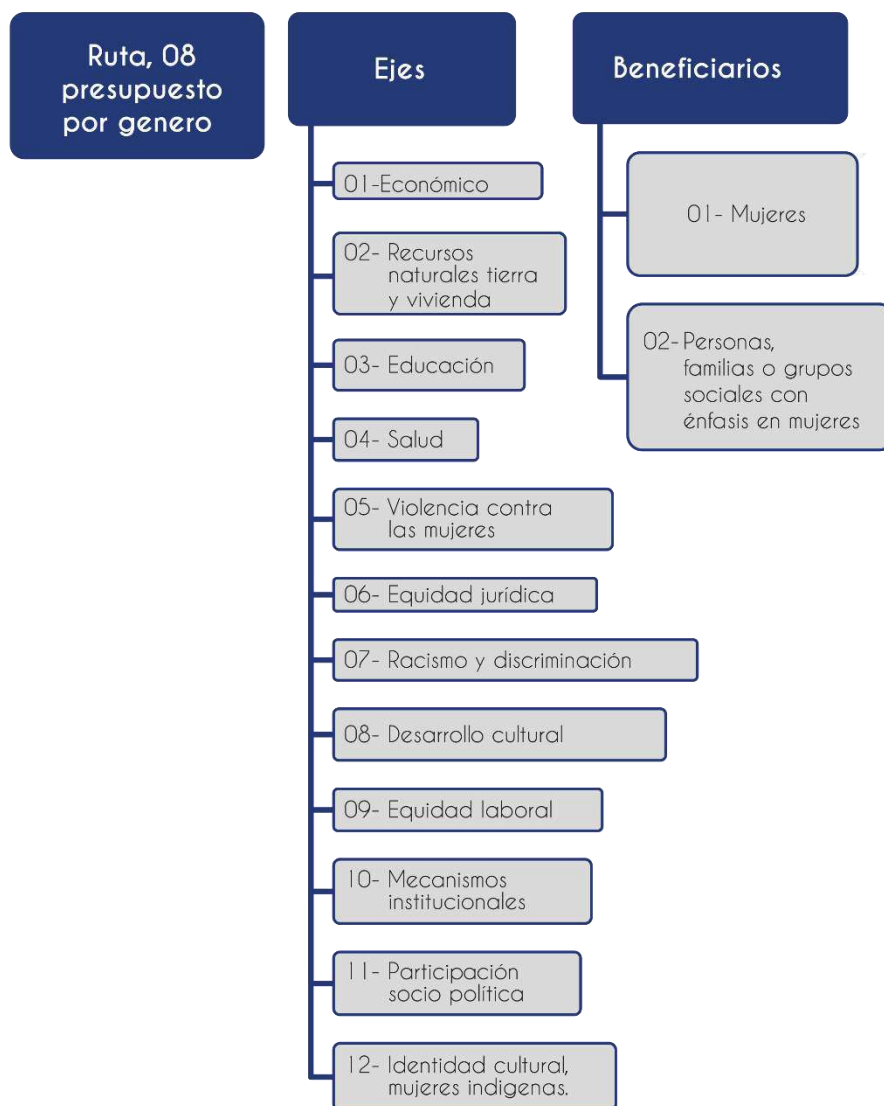 Ruta, 08
presupuesto
por genero
Ejes
01-Económico
02- Recursos
naturales tierra
y vivienda
03- Educación
04- Salud
05- Violencia contra
las mujeres
06- Equidad jurídica
07- Racismo y discriminación
08- Desarrollo cultural
09- Equidad laboral
10- Mecanismos
institucionales
11- Participación
socio política
12- Identidad cultural,
mujeres indigenas.
Beneficiarios
01- Mujeres
02- Personas,
familias o grupos
sociales con
énfasis en mujeres